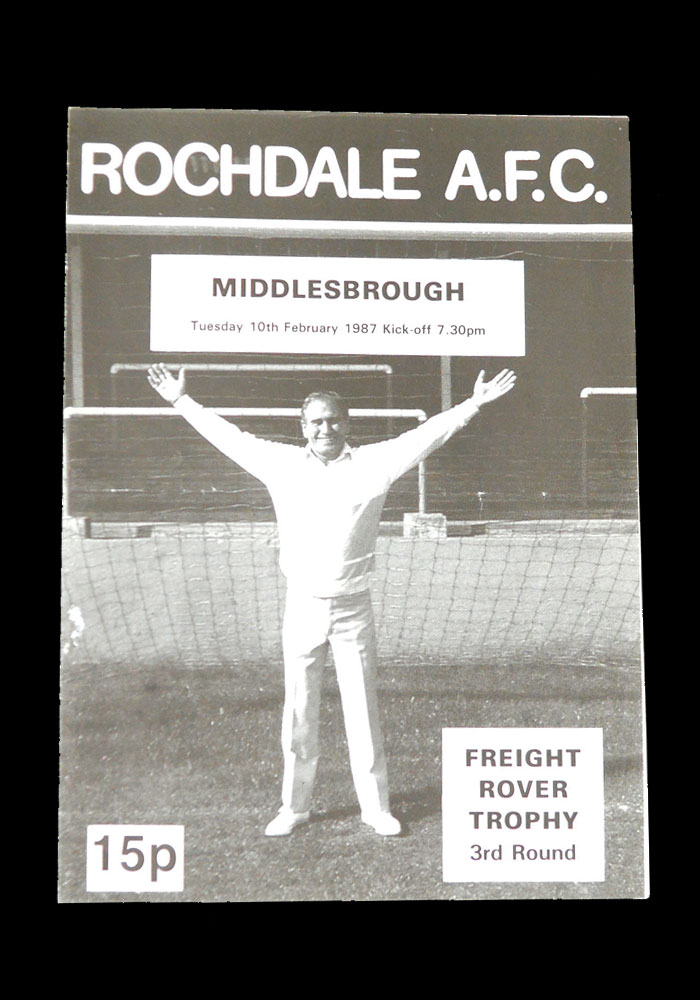 ROCHDALE A.F.C.
MIDDLESBROUGH
Tuesday 10th February 1987 Kick-off 7.30pm
FREIGHT
ROVER
TROPHY
3rd Round
15p